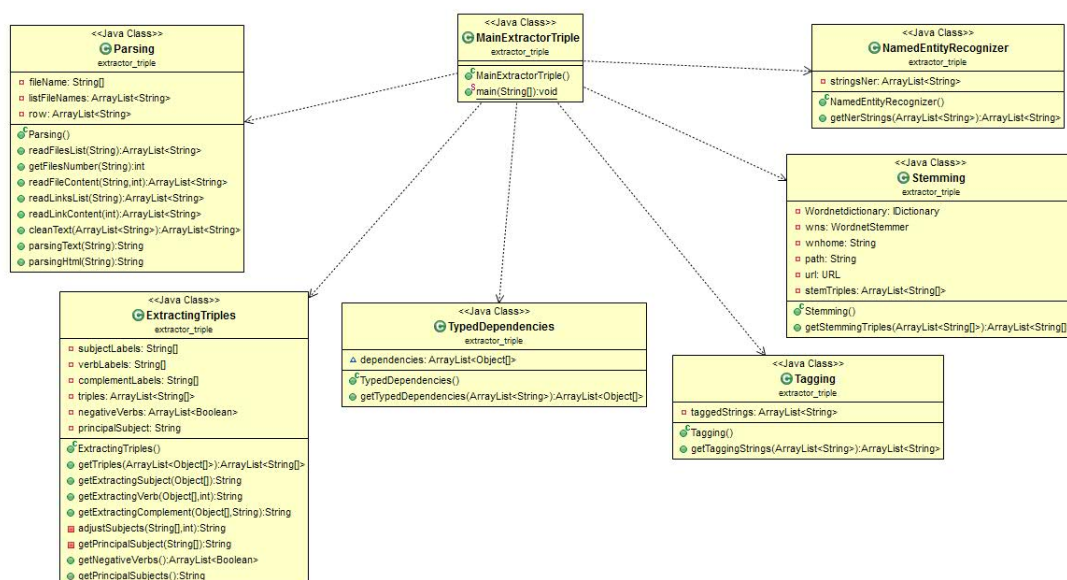 <<Java Class>>
Parsing
extractor_triple
fileName: String[]
listFileNames: ArrayList<String>
row: ArrayList<String>
Parsing()
readFilesList(String):ArrayList<String>
getFilesNumber(String):int
readFileContent(String,int):ArrayList<String>
readLinksList(String):ArrayList<String>
readLinkContent(int):ArrayList<String>
cleanText(ArrayList<String>):ArrayList<String>
parsingText(String):String
parsingHtml(String):String
<<Java Class>>
MainExtractorTriple
extractor_triple
MainExtractorTriple()
main(String[]):void
<<Java Class>>
NamedEntityRecognizer
extractor_triple
stringsNer: ArrayList<String>
NamedEntityRecognizer()
getNerStrings(ArrayList<String>):ArrayList<String>
<<Java Class>>
Stemming
extractor_triple
Wordnetdictionary: IDictionary
wns: WordnetStemmer
wnhome: String
path: String
url: URL
stemTriples: ArrayList<String[]>
Stemming()
getStemmingTriples(ArrayList<String[]>):ArrayList<String[]
<<Java Class>>
ExtractingTriples
extractor_triple
subjectLabels: String[]
verbLabels: String[]
complementLabels: String[]
triples: ArrayList<String[]>
negativeVerbs: ArrayList<Boolean>
principalSubject: String
ExtractingTriples()
getTriples(ArrayList<Object[]>):ArrayList<String[]>
getExtractingSubject(Object[]):String
getExtractingVerb(Object[],int):String
getExtractingComplement(Object[],String):String
adjustSubjects(String[],int):String
getPrincipalSubject(String[]):String
getNegativeVerbs():ArrayList<Boolean>
getPrincipalSubjects():String
<<Java Class>>
TypedDependencies
extractor_triple
dependencies: ArrayList<Object[]>
TypedDependencies()
getTypedDependencies(ArrayList<String>):ArrayList<Object[]>
<<Java Class>>
Tagging
extractor_triple
taggedStrings: ArrayList<String>
Tagging()
getTaggingStrings(ArrayList<String>):ArrayList<String>